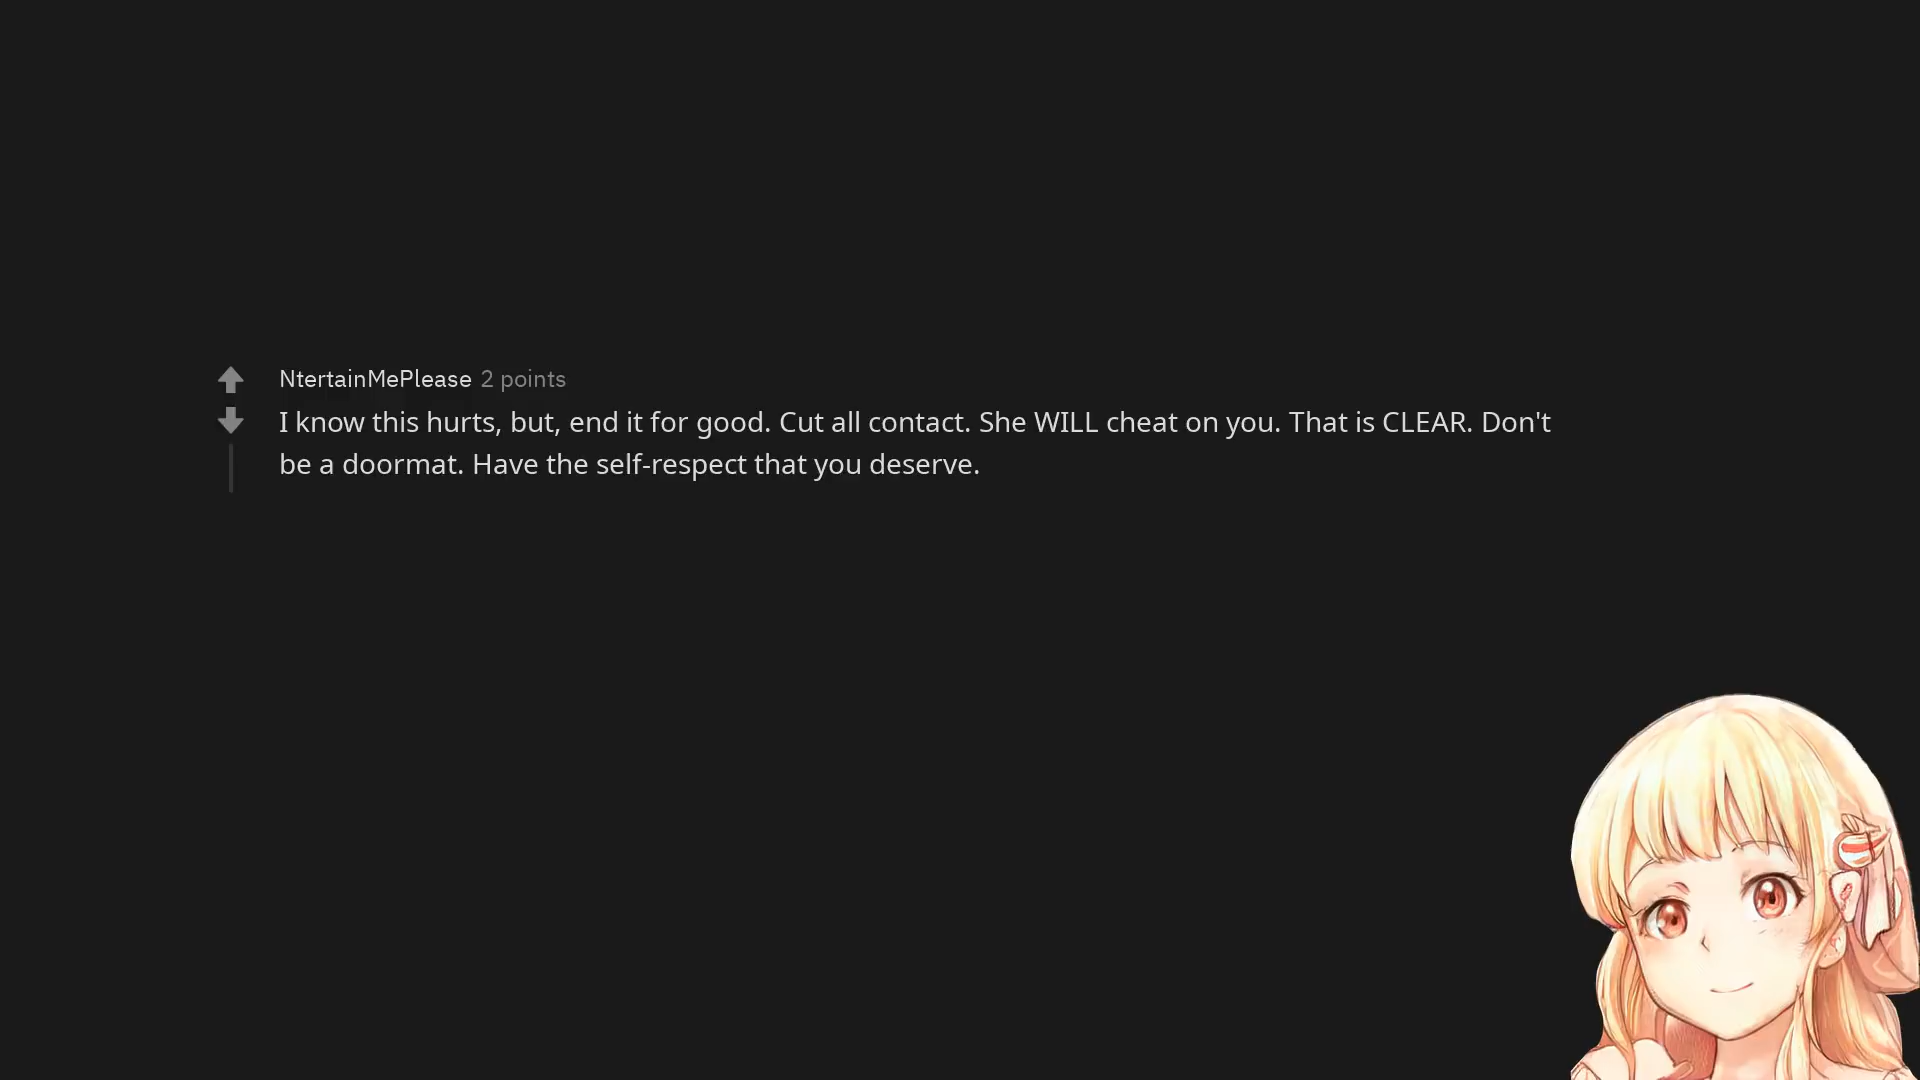 NtertainMePlease 2 points
I know this hurts, but, end it for good. Cut all contact. She WILL cheat on you. That is CLEAR. Don't
be a doormat. Have the self-respect that you deserve.